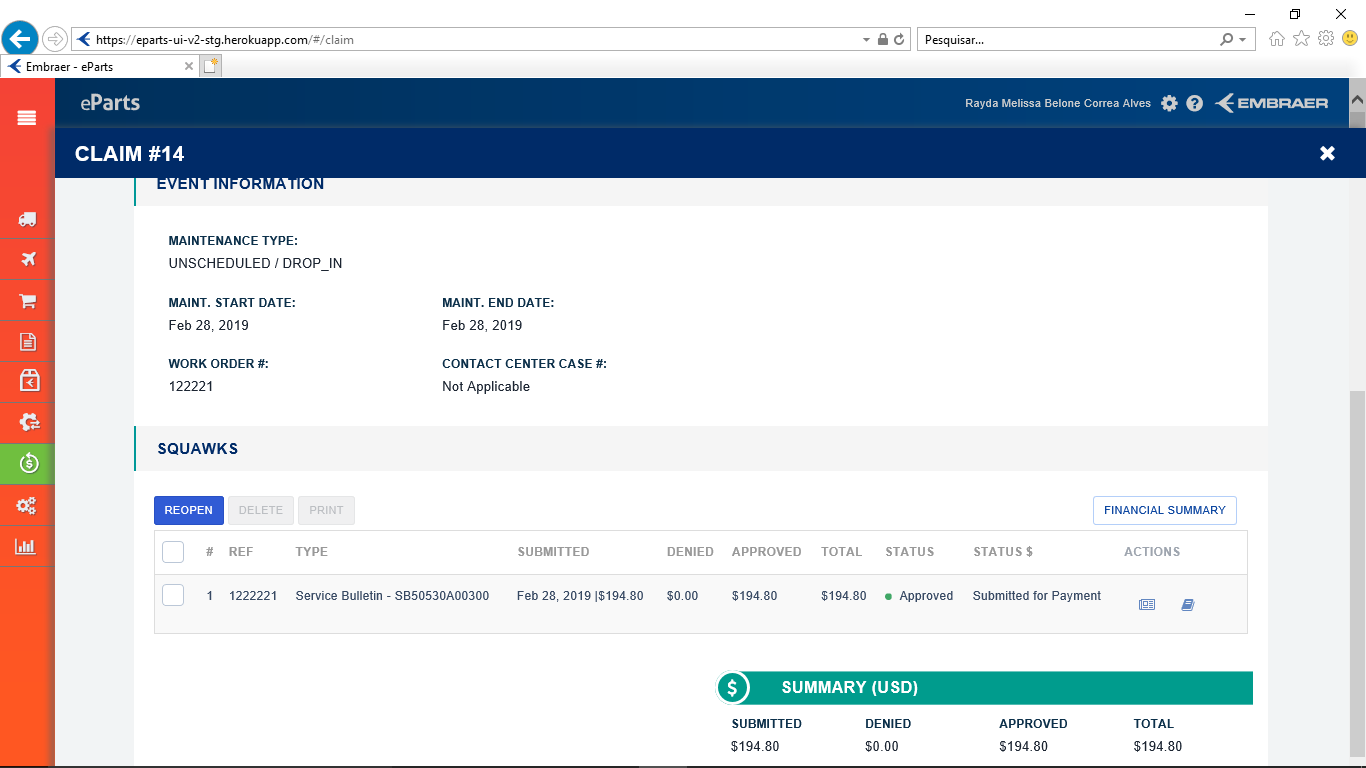 https://eparts-ui-v2-stg.herokuapp.com/#/claim
Pesquisar...
Embraer - eParts
eParts
Rayda Melissa Belone Correa Alves
EMBRAER
CLAIM #14
EVENT INFORMATION
MAINTENANCE TYPE:
UNSCHEDULED / DROP_IN
MAINT. START DATE: MAINT. END DATE:
Feb 28, 2019 Feb 28, 2019
WORK ORDER #: CONTACT CENTER CASE #:
122221 Not Applicable
SQUAWKS
REOPEN DELETE PRINT FINANCIAL SUMMARY
# REF TYPE SUBMITTED DENIED APPROVED TOTAL STATUS STATUS $ ACTIONS
1 1222221 Service Bulletin - SB50530A00300 Feb 28, 2019 |$194.80 $0.00 $194.80 $194.80 Approved Submitted for Payment
$ SUMMARY (USD)
SUBMITTED DENIED APPROVED TOTAL
$194.80 $0.00 $194.80 $194.80